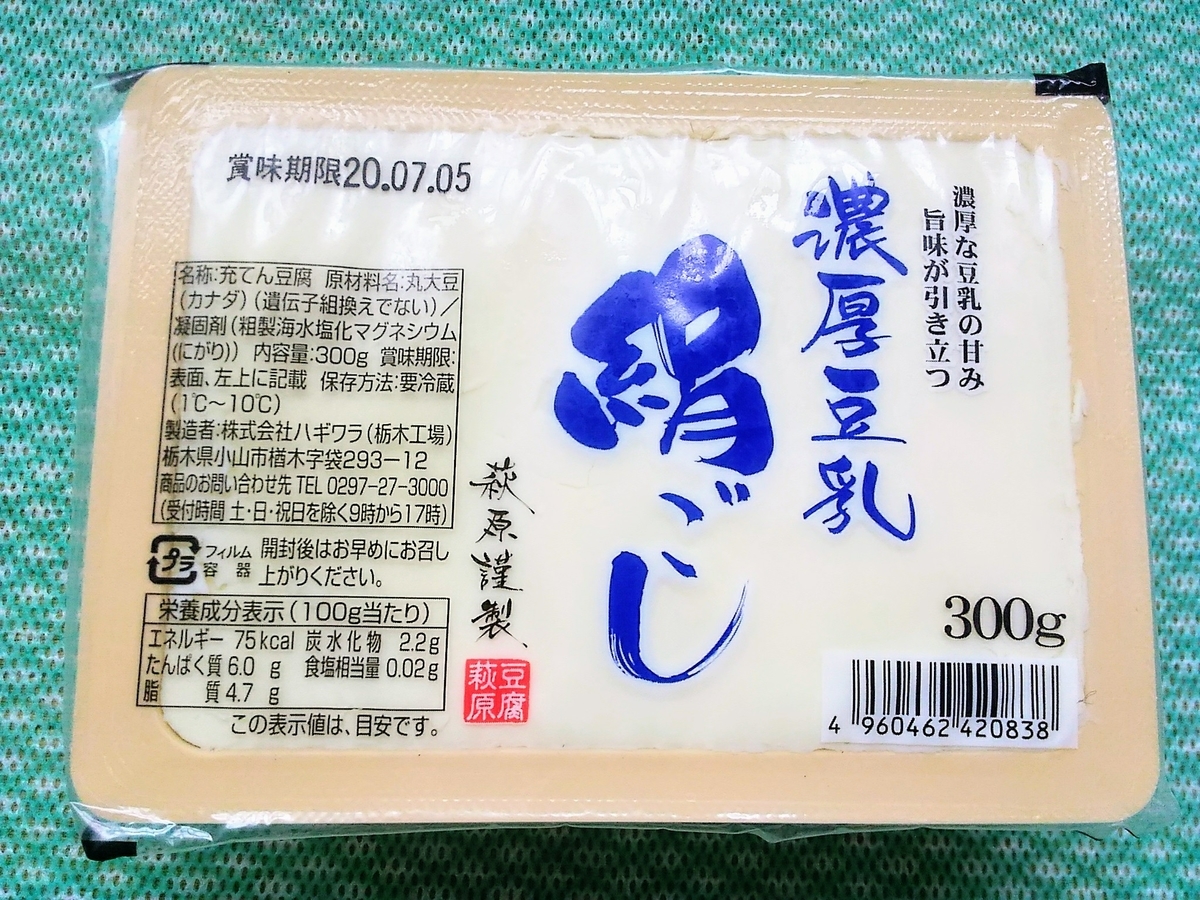 賞味期限20.07.05
濃厚な豆乳の甘み
旨味が引き立つ
濃厚豆乳
絹ごし
萩原謹製、
豆腐
萩原
名称:充てん豆腐 原材料名:丸大豆
(カナダ)(遺伝子組換えでない)/
凝固剤(粗製海水塩化マグネシウム
(にがり)) 内容量:300g 賞味期限:
表面、左上に記載 保存方法:要冷蔵
(1℃~10℃)
製造者:株式会社ハギワラ(栃木工場)
栃木県小山市楢木字袋293-12
商品のお問い合わせ先 TEL 0297-27-3000
(受付時間 土・日・祝日を除く9時から17時)
プラ
フィルム
容器
開封後はお早めにお召し
上がりください。
栄養成分表示(100g当たり)
エネルギー 75kcal 炭水化物 2.2g
たんぱく質 6.0 g 食塩相当量 0.02g
脂質 4.7 g
この表示値は、目安です。
300g
4 960462 420838